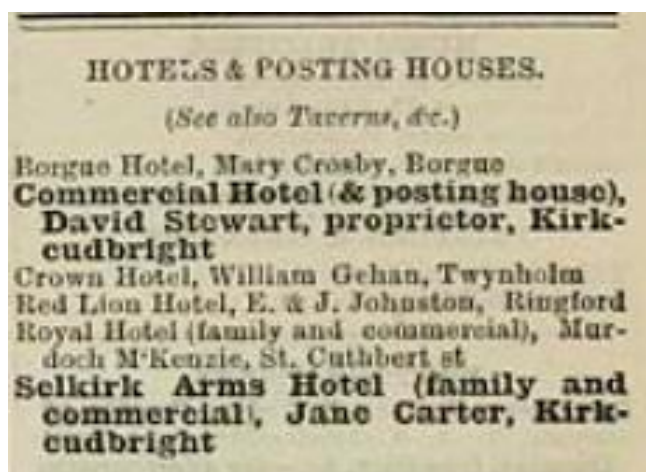 HOTELS & POSTING HOUSES.
(See also Taverns, &c.)
Borgue Hotel, Mary Crosby, Borgue
Commercial Hotel (& posting house),
David Stewart, proprietor, Kirk-
cudbright
Crown Hotel, William Gehan, Twynholm
Red Lion Hotel, E. & J. Johnston, Ringford
Royal Hotel (family and commercial), Mur-
doch M'Kenzie, St. Cuthbert st
Selkirk Arms Hotel (family and
commercial), Jane Carter, Kirk-
cudbright